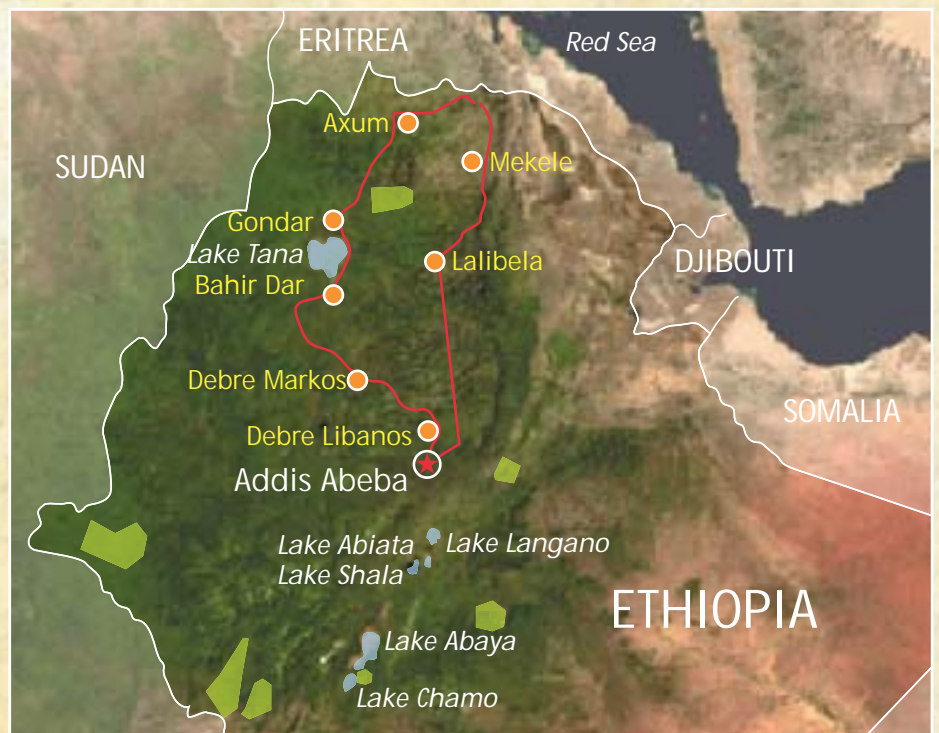 ERITREA
Red Sea
Axum
SUDAN
Mekele
Gondar
Lake Tana
Lalibela
DJIBOUTI
Bahir Dar
Debre Markos
SOMALIA
Debre Libanos
Addis Abeba
Lake Abiata
Lake Langano
Lake Shala
ETHIOPIA
Lake Abaya
Lake Chamo